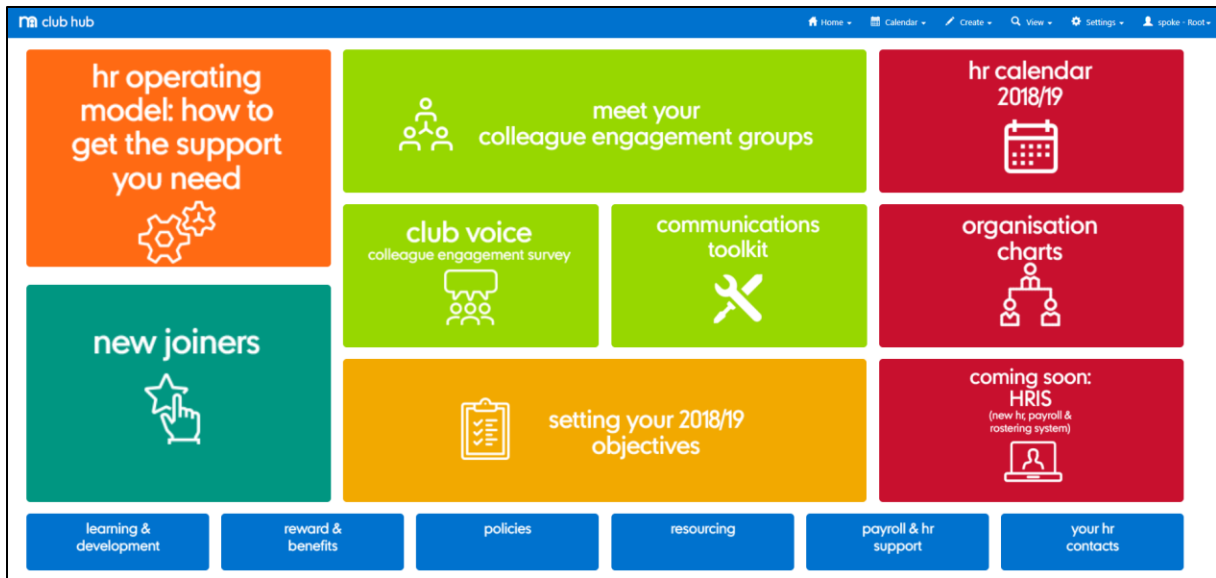 club hub
Home
Calendar
Create
View
Settings
spoke - Root
hr operating
model: how to
get the support
you need
meet your
colleague engagement groups
hr calendar
2018/19
club voice
colleague engagement survey
communications
toolkit
organisation
charts
new joiners
setting your 2018/19
objectives
coming soon:
HRIS
(new hr, payroll &
rostering system)
learning &
development
reward &
benefits
policies
resourcing
payroll & hr
support
your hr
contacts